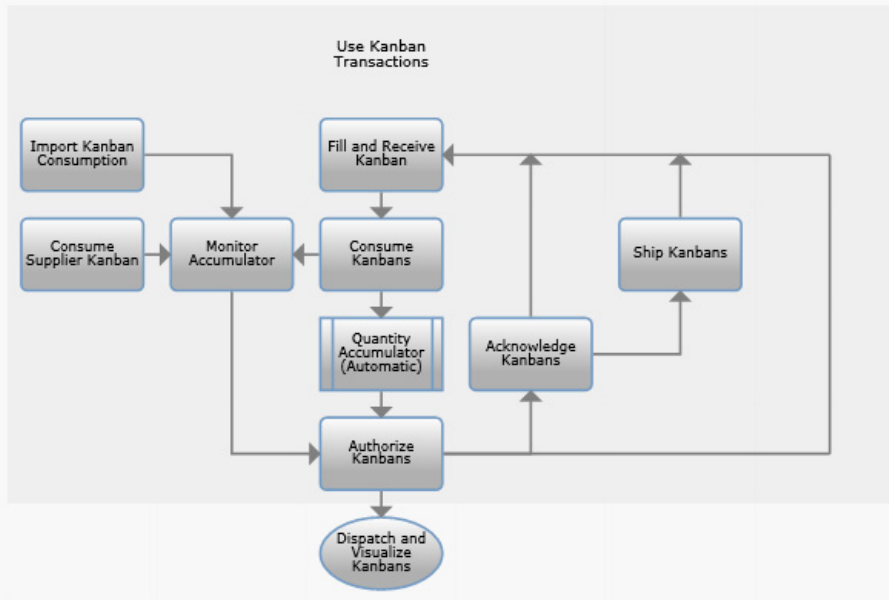 Use Kanban
Transactions
Import Kanban
Consumption
Fill and Receive
Kanban
Consume
Supplier Kanban
Monitor
Accumulator
Consume
Kanbans
Ship Kanbans
Quantity
Accumulator
(Automatic)
Acknowledge
Kanbans
Authorize
Kanbans
Dispatch and
Visualize
Kanbans